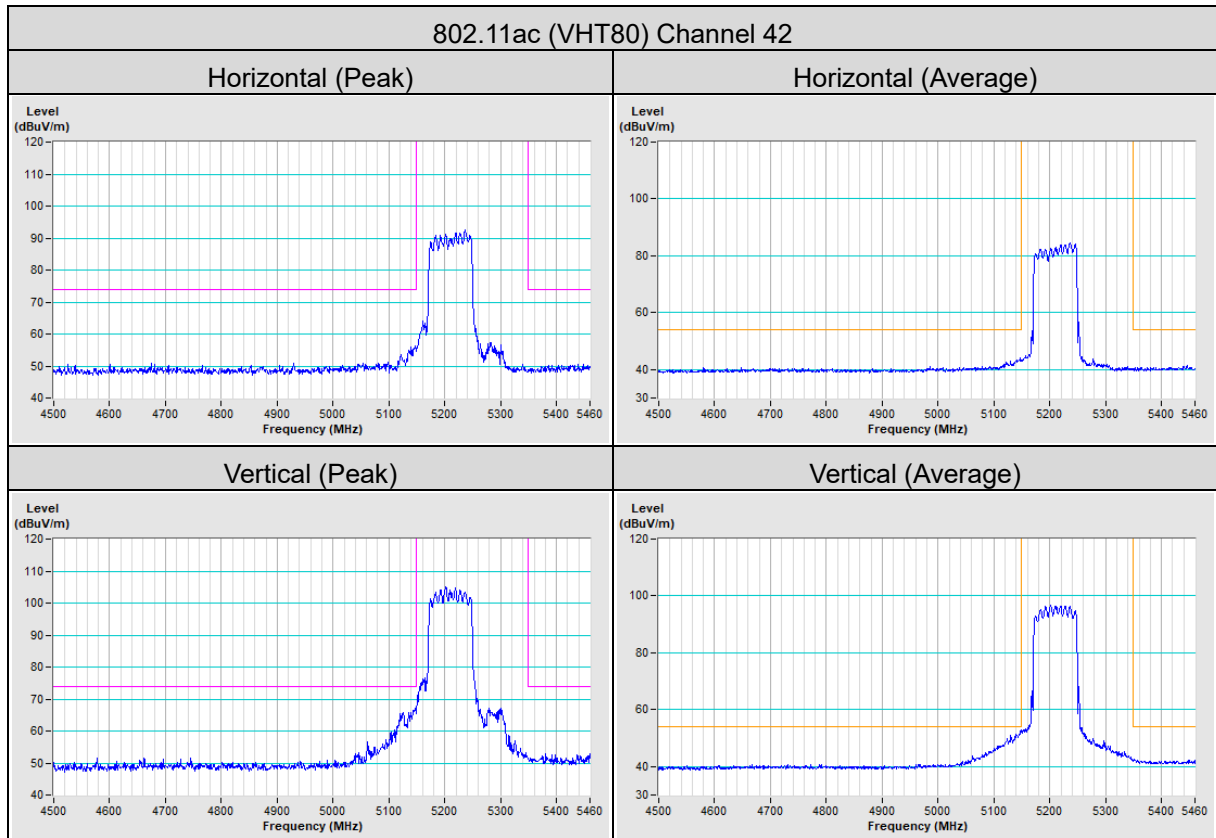 802.11ac (VHT80) Channel 42
Horizontal (Peak)
Horizontal (Average)
Level
(dBuV/m)
120
110
100
90
80
70
60
50
40
4500 4600 4700 4800 4900 5000 5100 5200 5300 5400 5460
Frequency (MHz)
Level
(dBuV/m)
120
100
80
60
40
30
4500 4600 4700 4800 4900 5000 5100 5200 5300 5400 5460
Frequency (MHz)
Vertical (Peak)
Vertical (Average)
Level
(dBuV/m)
120
110
100
90
80
70
60
50
40
4500 4600 4700 4800 4900 5000 5100 5200 5300 5400 5460
Frequency (MHz)
Level
(dBuV/m)
120
100
80
60
40
30
4500 4600 4700 4800 4900 5000 5100 5200 5300 5400 5460
Frequency (MHz)